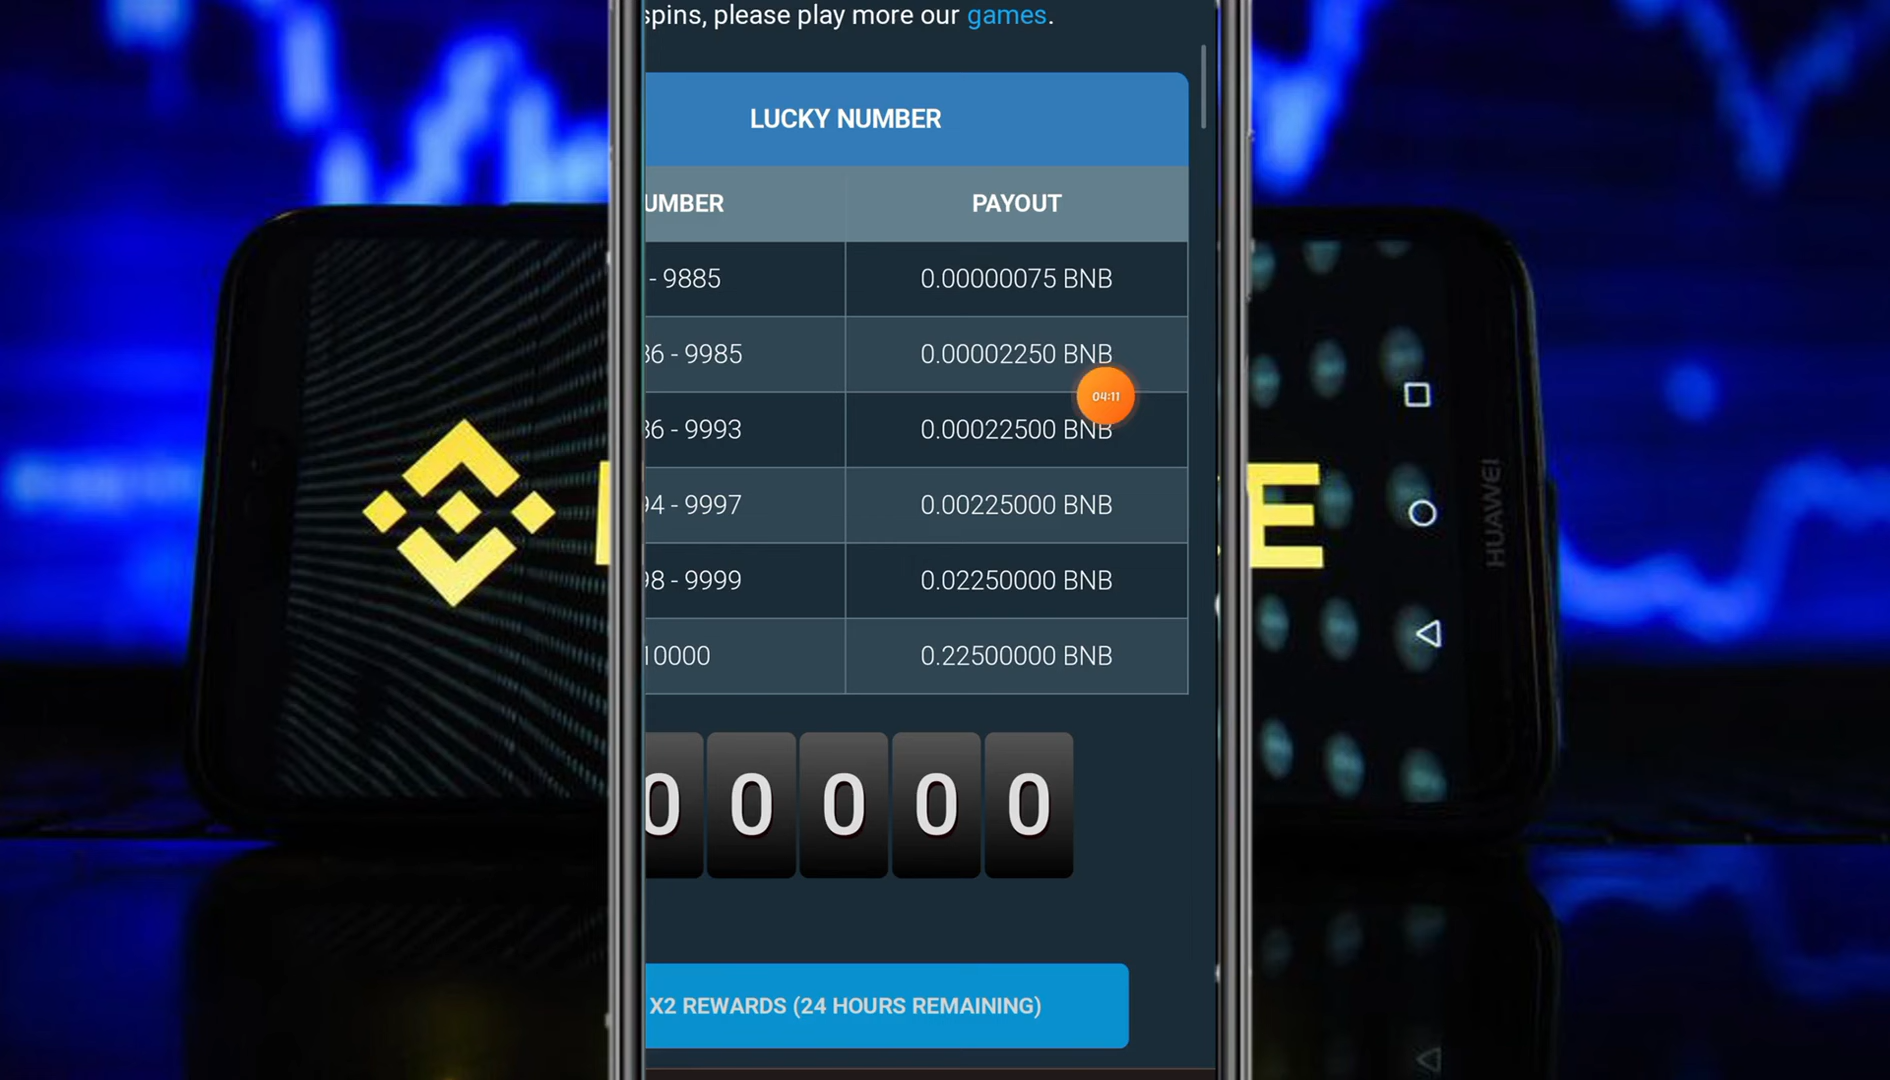 spins, please play more our games.
LUCKY NUMBER
UMBER PAYOUT
- 9885 0.00000075 BNB
86 - 9985 0.00002250 BNB
04:11
86 - 9993 0.00022500 BNB
94 - 9997 0.00225000 BNB
98 - 9999 0.02250000 BNB
10000 0.22500000 BNB
0 0 0 0 0
X2 REWARDS (24 HOURS REMAINING)
E
HUAWEI